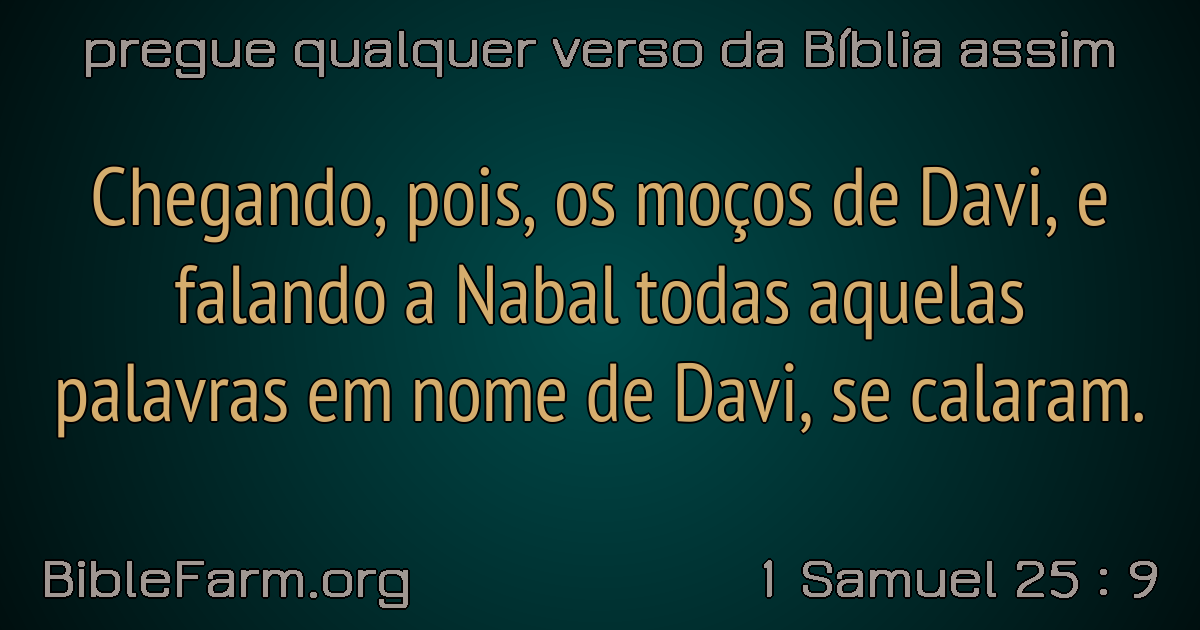 pregue qualquer verso da Bíblia assim
Chegando, pois, os moços de Davi, e
falando a Nabal todas aquelas
palavras em nome de Davi, se calaram.
BibleFarm.org
1 Samuel 25 : 9